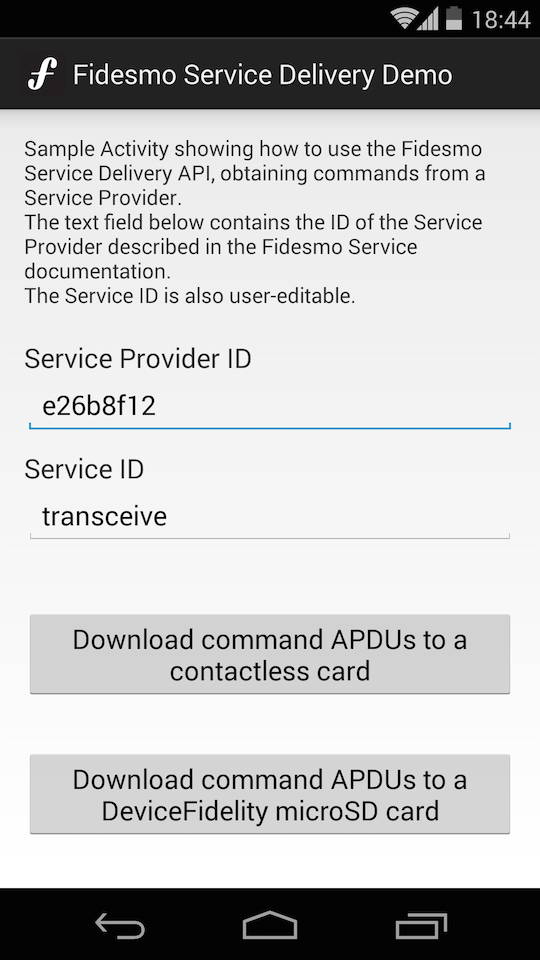 18:44
Fidesmo Service Delivery Demo
Sample Activity showing how to use the Fidesmo
Service Delivery API, obtaining commands from a
Service Provider.
The text field below contains the ID of the Service
Provider described in the Fidesmo Service
documentation.
The Service ID is also user-editable.
Service Provider ID
e26b8f12
Service ID
transceive
Download command APDUs to a
contactless card
Download command APDUs to a
DeviceFidelity microSD card